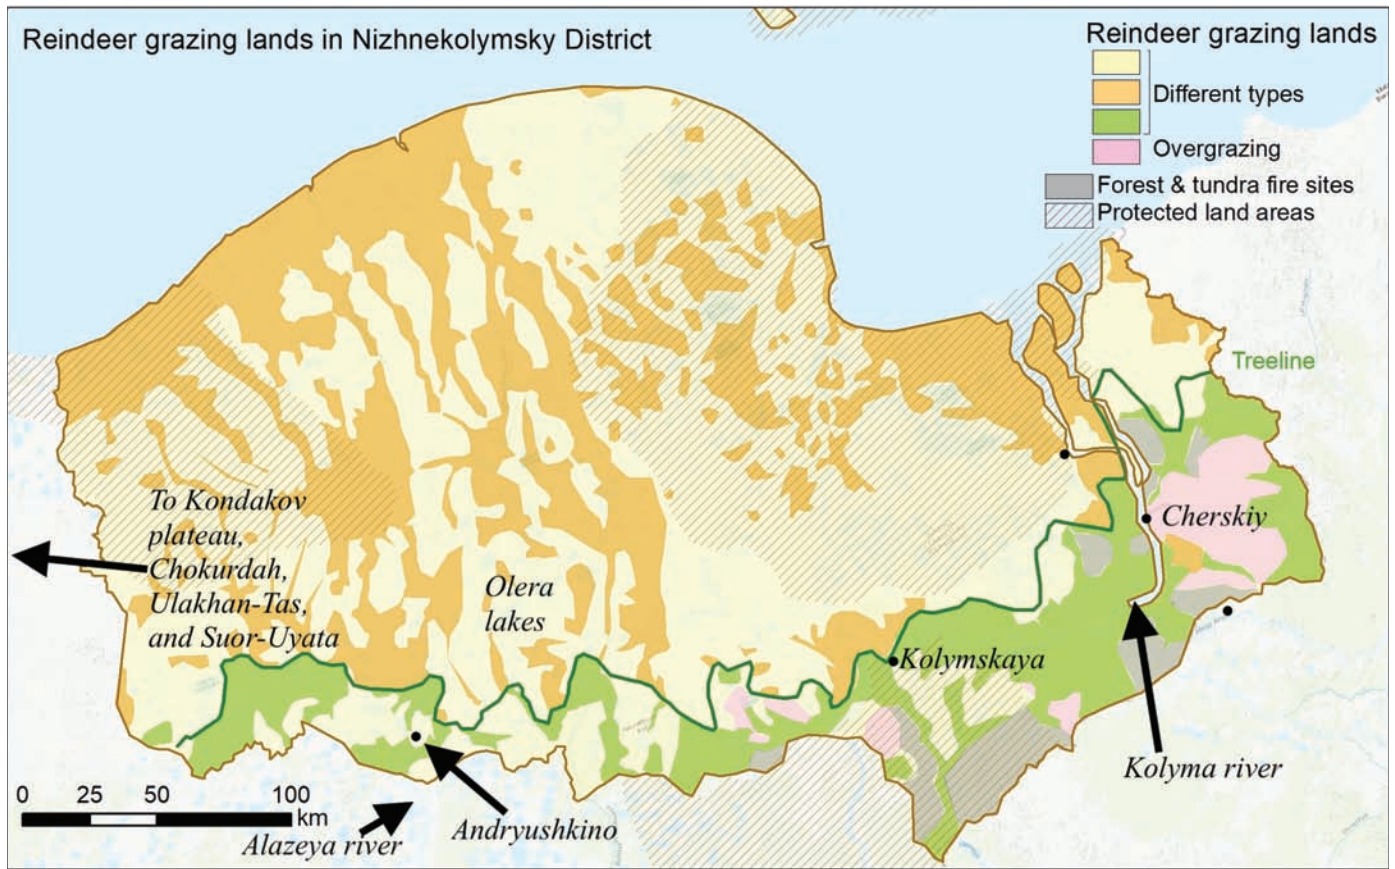 Reindeer grazing lands in Nizhnekolymsky District
Reindeer grazing lands
Different types
Overgrazing
Forest & tundra fire sites
Protected land areas
Treeline
To Kondakov
plateau,
Chokurdah,
Ulakhan-Tas,
and Suor-Uyata
Olera
lakes
Cherskiy
Kolymskaya
Kolyma river
0 25 50 100
km
Andryushkino
Alazeya river